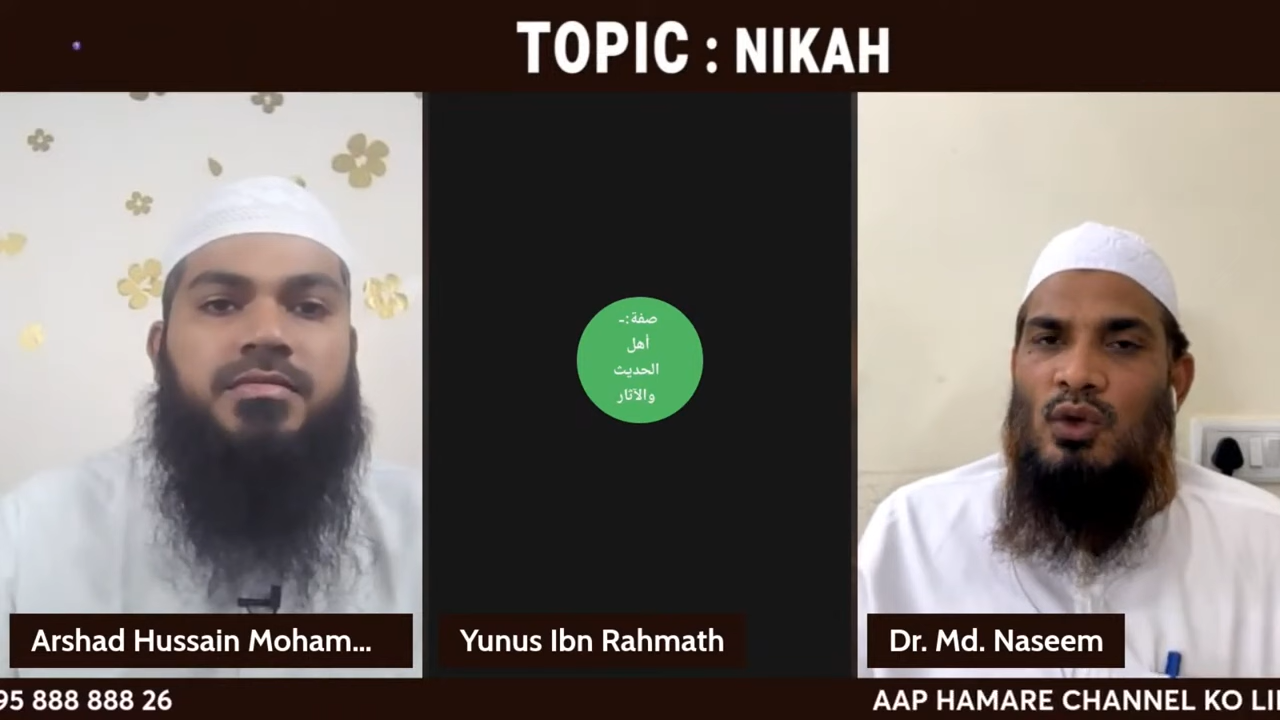 TOPIC : NIKAH
صفة:-
أهل
الحديث
والآثار
Arshad Hussain Moham...
Yunus Ibn Rahmath
Dr. Md. Naseem
95 888 888 26
AAP HAMARE CHANNEL KO LI